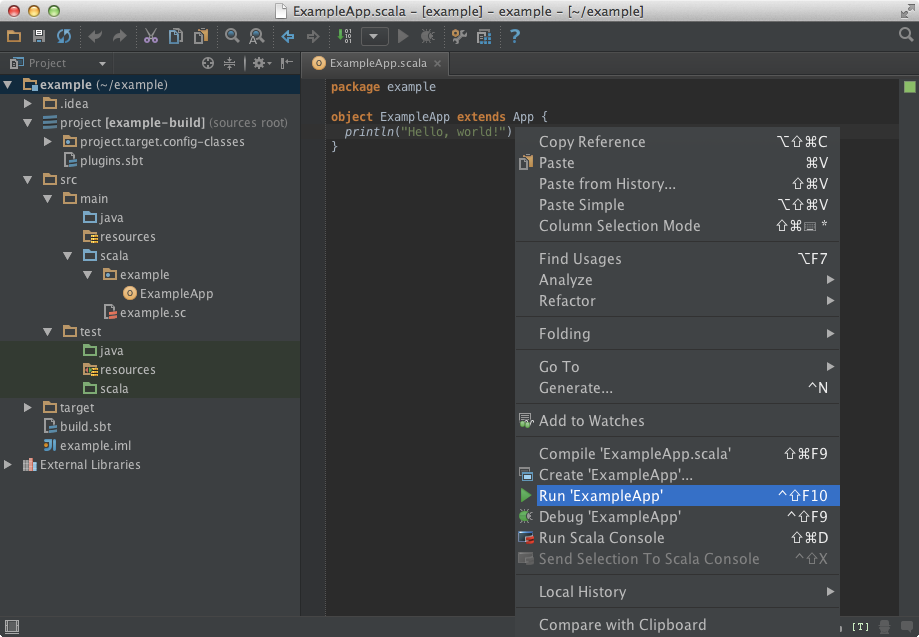 ExampleApp.scala - [example] - example - [~/example]
Project
ExampleApp.scala
example (~/example)
.idea
project [example-build] (sources root)
project.target.config-classes
plugins.sbt
src
main
java
resources
scala
example
ExampleApp
example.sc
test
java
resources
scala
target
build.sbt
example.iml
External Libraries
package example
object ExampleApp extends App {
println("Hello, world!")
}
Copy Reference ⌥⇧⌘C
Paste ⌘V
Paste from History... ⇧⌘V
Paste Simple ⌥⇧⌘V
Column Selection Mode ⇧⌘⌨ *
Find Usages ⌥F7
Analyze
Refactor
Folding
Go To
Generate... ^N
Add to Watches
Compile 'ExampleApp.scala' ⇧⌘F9
Create 'ExampleApp'...
Run 'ExampleApp' ^⇧F10
Debug 'ExampleApp' ^⇧F9
Run Scala Console ⇧⌘D
Send Selection To Scala Console ^⇧X
Local History
Compare with Clipboard
[T]